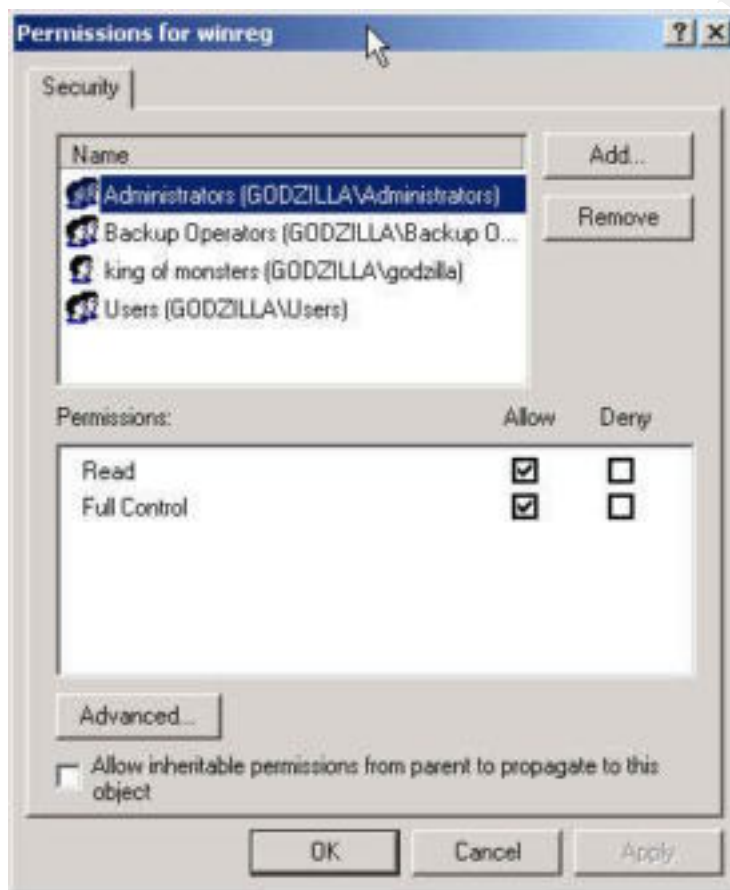 Permissions for winreg
Security
Name
Administrators (GODZILLA\Administrators)
Backup Operators (GODZILLA\Backup O...
king of monsters (GODZILLA\godzilla)
Users (GODZILLA\Users)
Add...
Remove
Permissions: Allow Deny
Read
Full Control
Advanced...
Allow inheritable permissions from parent to propagate to this
object
OK Cancel Apply